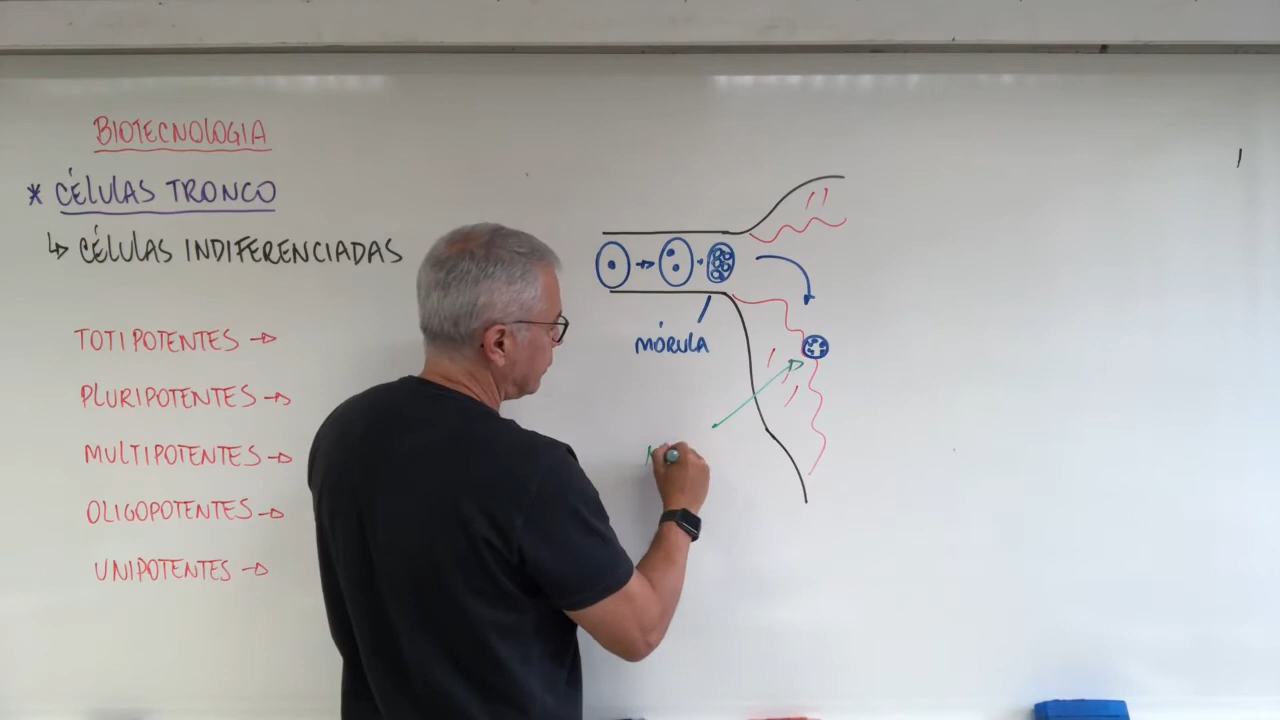 BIOTECNOLOGIA
* CÉLULAS TRONCO
↳ CÉLULAS INDIFERENCIADAS
TOTIPOTENTES →
PLURIPOTENTES →
MULTIPOTENTES →
OLIGOPOTENTES →
UNIPOTENTES →
MÓRULA